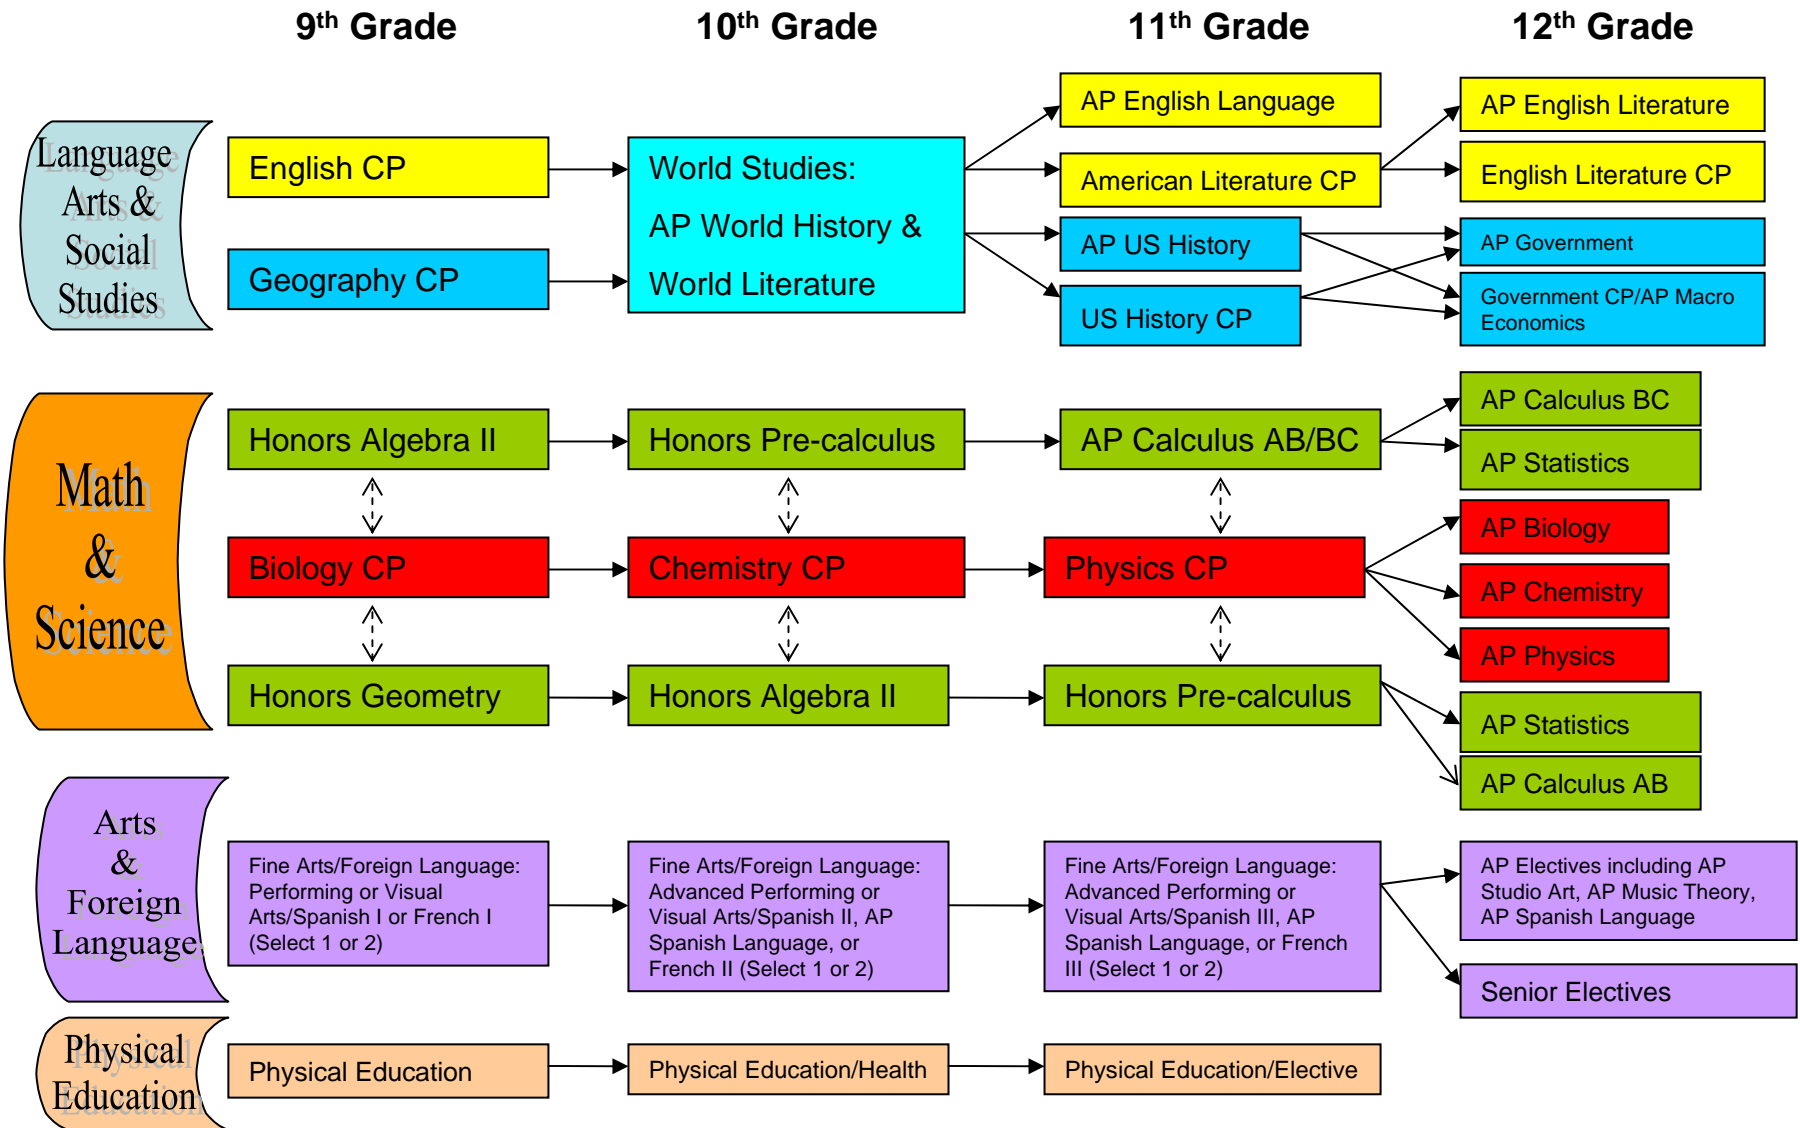 9th Grade
10th Grade
11th Grade
12th Grade
Language
Arts &
Social
Studies
English CP
Geography CP
World Studies:
AP World History &
World Literature
AP English Language
American Literature CP
AP US History
US History CP
AP English Literature
English Literature CP
AP Government
Government CP/AP Macro
Economics
Math
&
Science
Honors Algebra II
Honors Pre-calculus
AP Calculus AB/BC
AP Calculus BC
AP Statistics
Biology CP
Chemistry CP
Physics CP
AP Biology
AP Chemistry
AP Physics
Honors Geometry
Honors Algebra II
Honors Pre-calculus
AP Statistics
AP Calculus AB
Arts
&
Foreign
Language
Fine Arts/Foreign Language:
Performing or Visual
Arts/Spanish I or French I
(Select 1 or 2)
Fine Arts/Foreign Language:
Advanced Performing or
Visual Arts/Spanish II, AP
Spanish Language, or
French II (Select 1 or 2)
Fine Arts/Foreign Language:
Advanced Performing or
Visual Arts/Spanish III, AP
Spanish Language, or French
III (Select 1 or 2)
AP Electives including AP
Studio Art, AP Music Theory,
AP Spanish Language
Senior Electives
Physical
Education
Physical Education
Physical Education/Health
Physical Education/Elective